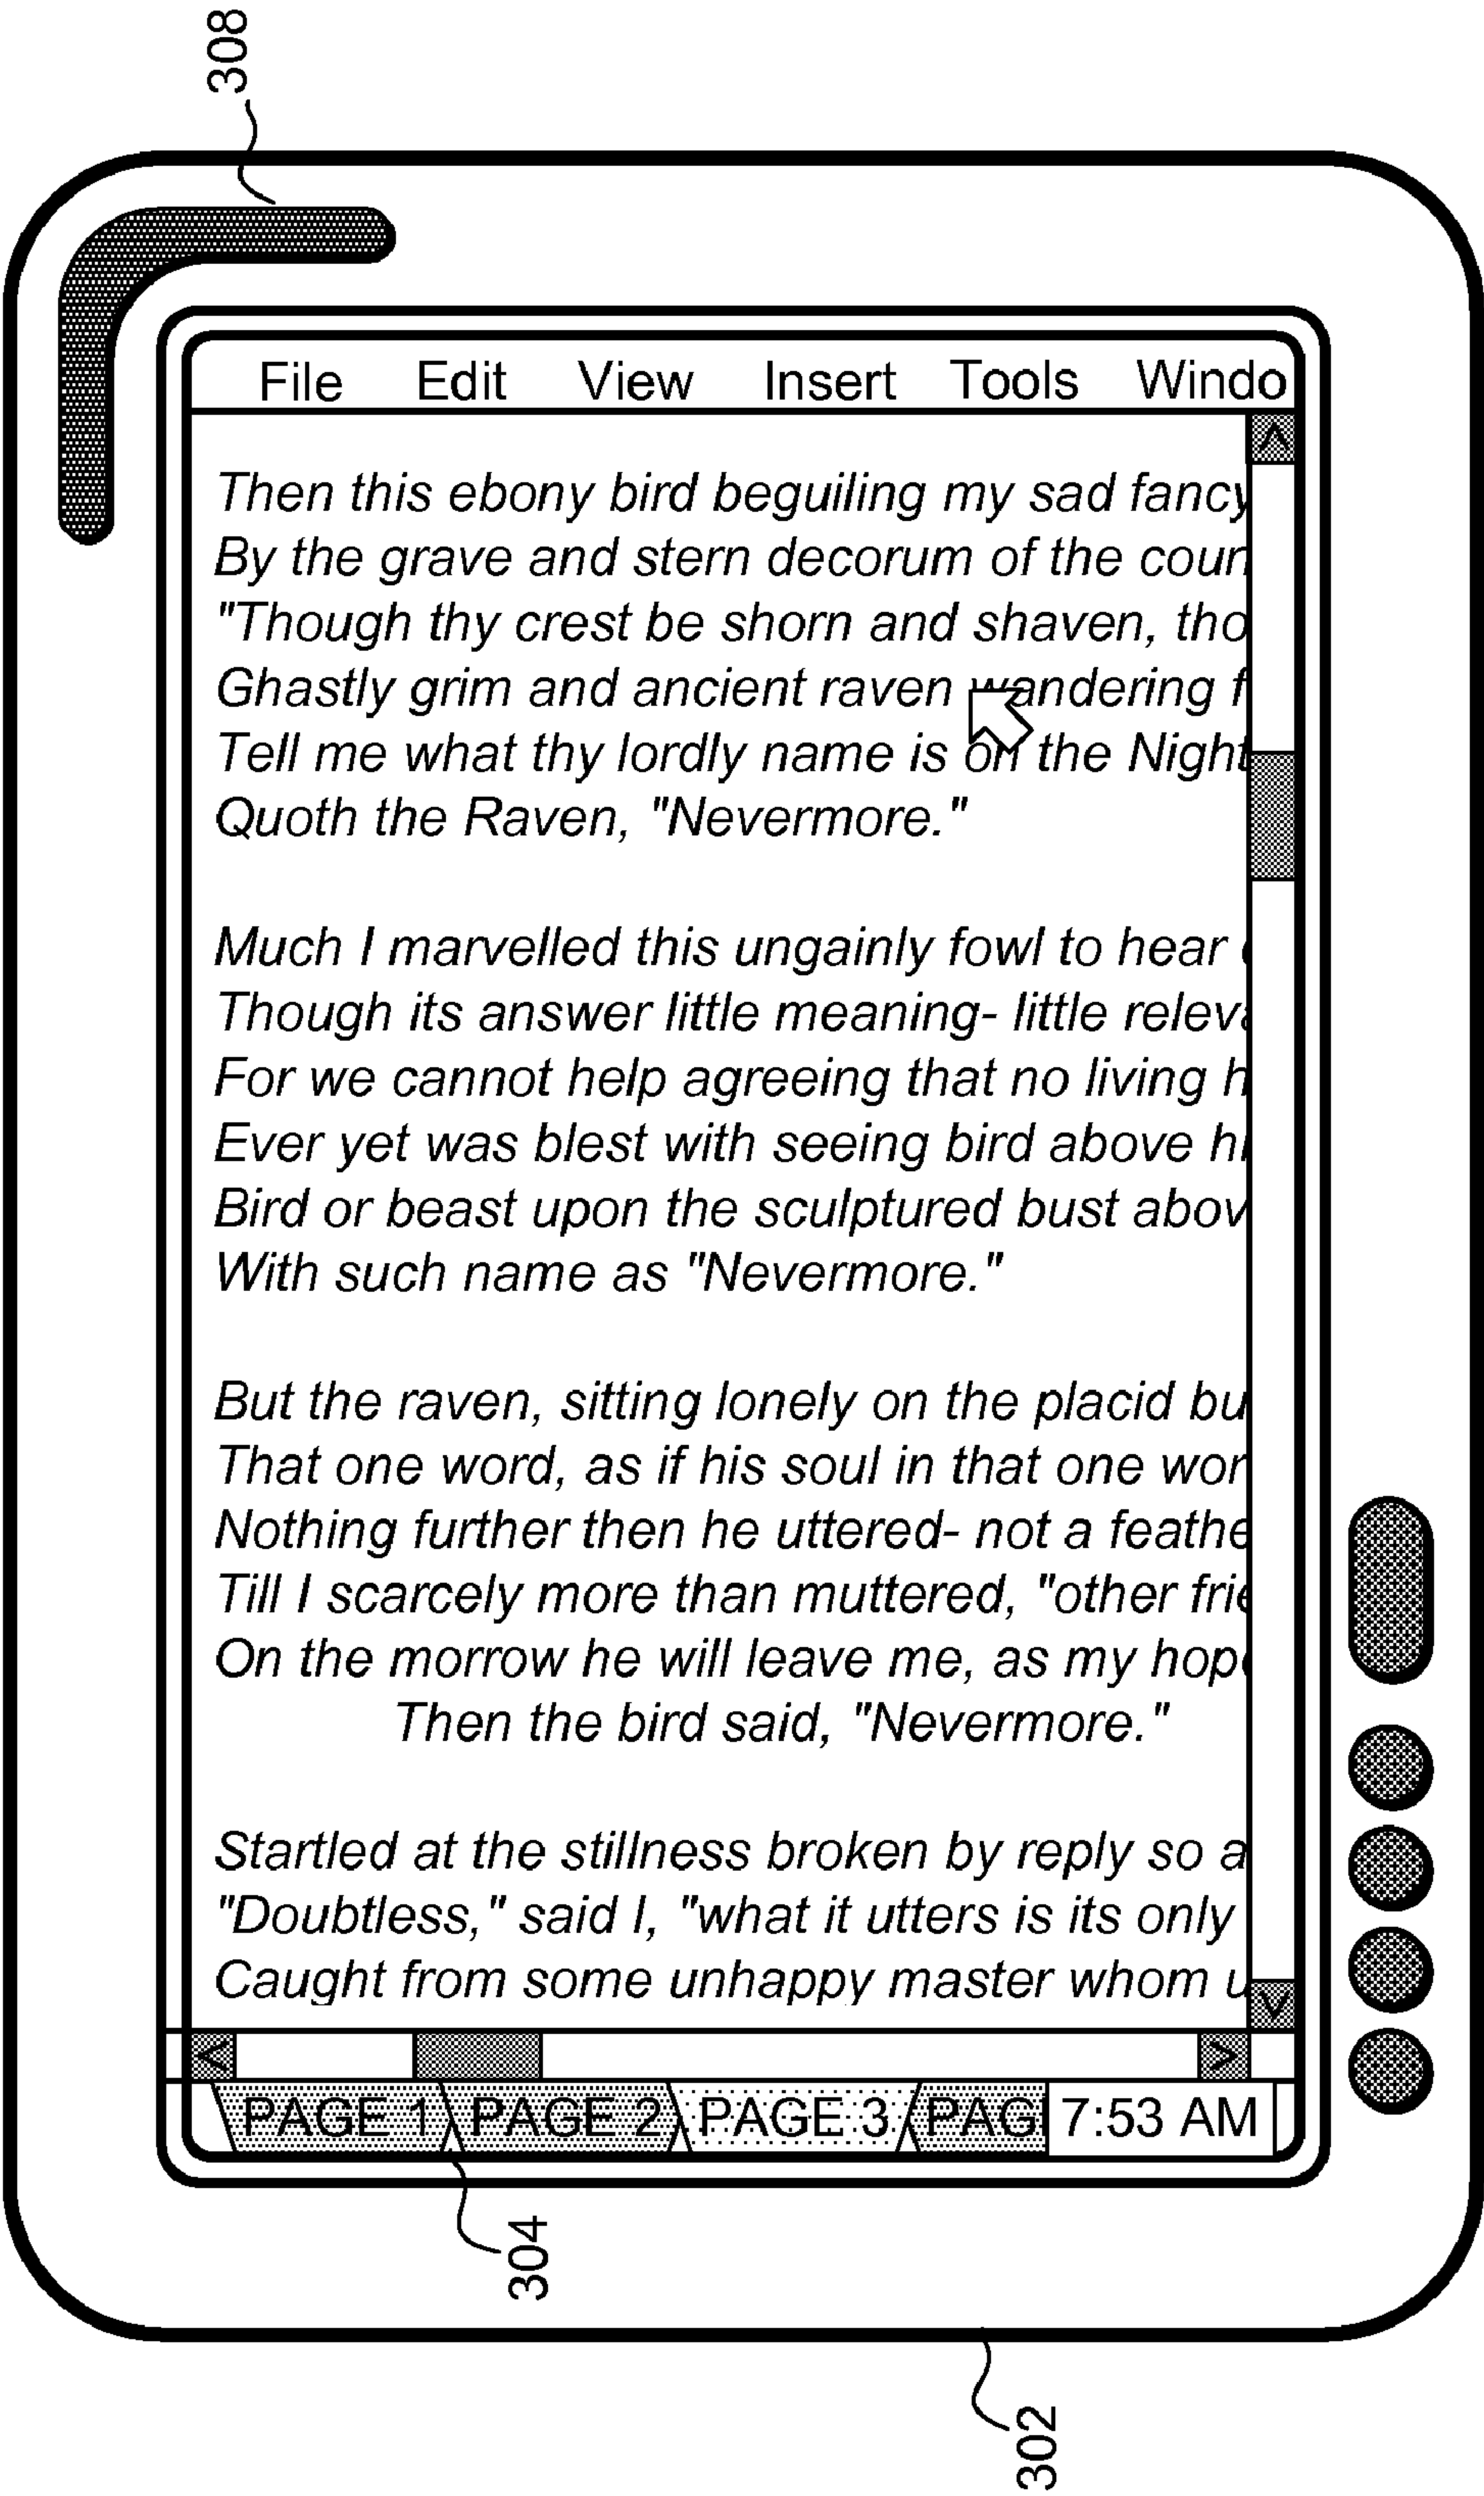 308
File Edit View Insert Tools Windo
Then this ebony bird beguiling my sad fancy
By the grave and stern decorum of the coun
"Though thy crest be shorn and shaven, tho
Ghastly grim and ancient raven wandering f
Tell me what thy lordly name is on the Night
Quoth the Raven, "Nevermore."
Much I marvelled this ungainly fowl to hear
Though its answer little meaning- little releva
For we cannot help agreeing that no living h
Ever yet was blest with seeing bird above hi
Bird or beast upon the sculptured bust abov
With such name as "Nevermore."
But the raven, sitting lonely on the placid bu
That one word, as if his soul in that one wor
Nothing further then he uttered- not a feathe
Till I scarcely more than muttered, "other frie
On the morrow he will leave me, as my hope
Then the bird said, "Nevermore."
Startled at the stillness broken by reply so a
"Doubtless," said I, "what it utters is its only
Caught from some unhappy master whom u
PAGE 1 PAGE 2 PAGE 3 PAG 7:53 AM
304
302